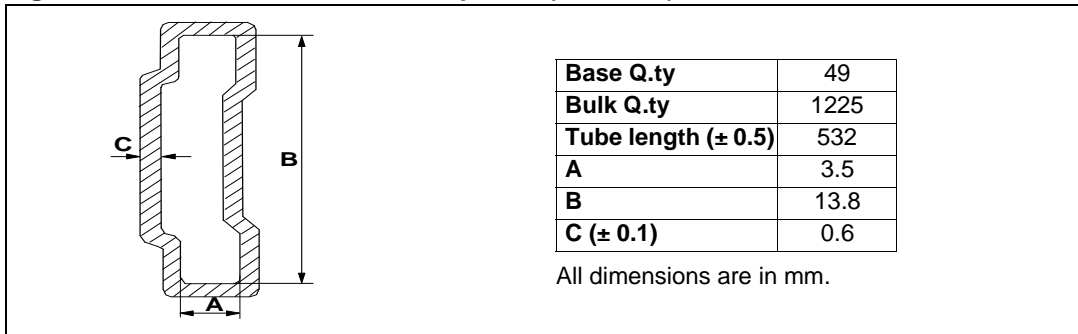 C
B
A
Base Q.ty 49
Bulk Q.ty 1225
Tube length (± 0.5) 532
A 3.5
B 13.8
C (± 0.1) 0.6
All dimensions are in mm.